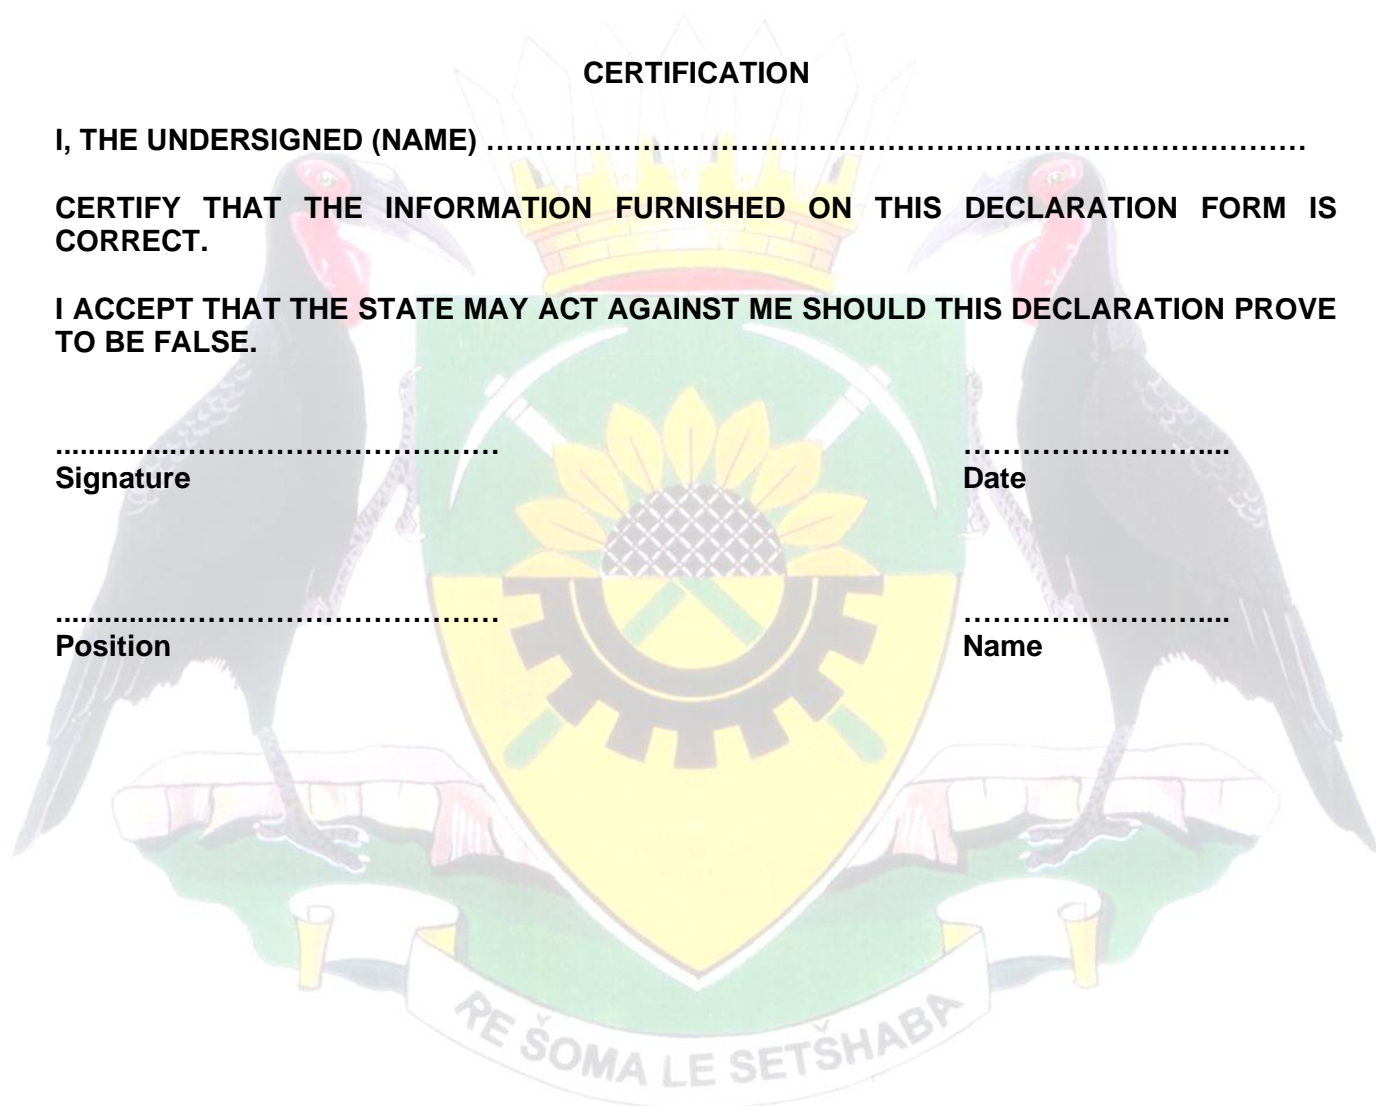 CERTIFICATION
I, THE UNDERSIGNED (NAME) ……………………………………………………………………………
CERTIFY THAT THE INFORMATION FURNISHED ON THIS DECLARATION FORM IS
CORRECT.
I ACCEPT THAT THE STATE MAY ACT AGAINST ME SHOULD THIS DECLARATION PROVE
TO BE FALSE.
...............…………………………… ……………………....
Signature Date
...............…………………………… ……………………....
Position Name
RE ŠOMA LE SETŠHABA